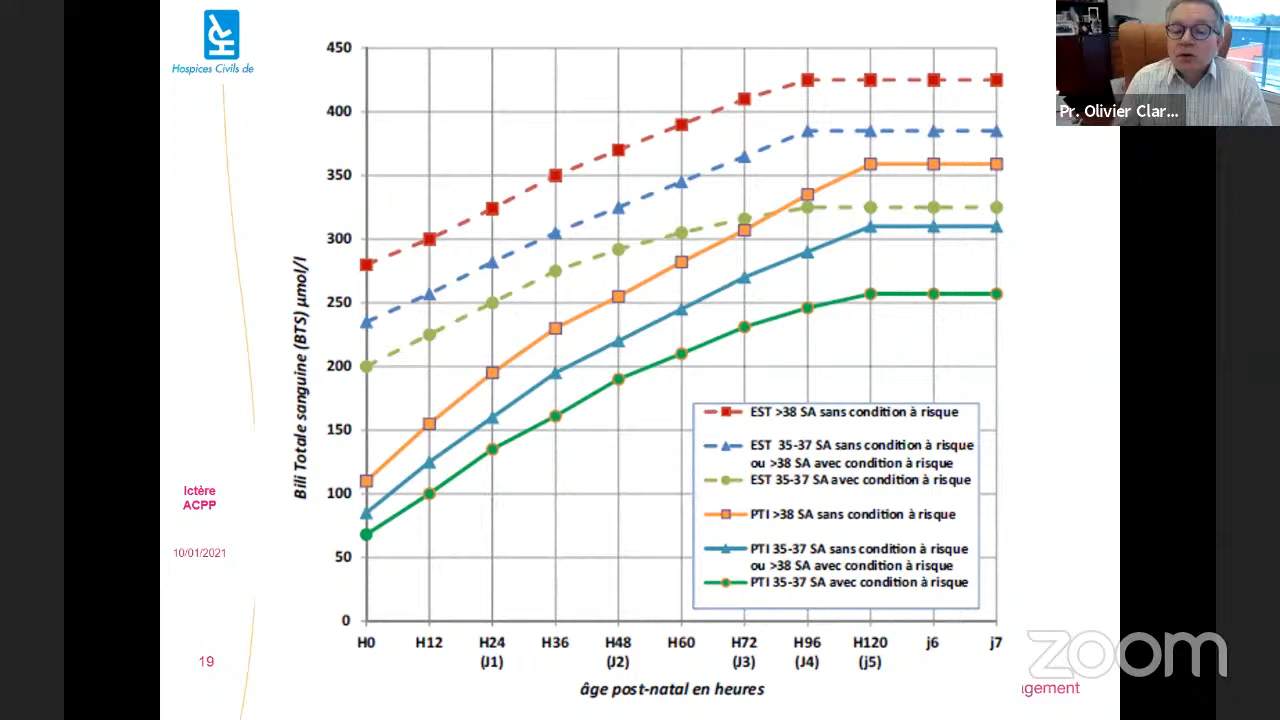 Hospices Civils de
Pr. Olivier Clar...
450
400
350
300
250
200
150
100
50
0
Bili Totale sanguine (BTS) µmol/l
EST >38 SA sans condition à risque
EST 35-37 SA sans condition à risque
ou >38 SA avec condition à risque
EST 35-37 SA avec condition à risque
PTI >38 SA sans condition à risque
PTI 35-37 SA sans condition à risque
ou >38 SA avec condition à risque
PTI 35-37 SA avec condition à risque
H0 H12 H24 H36 H48 H60 H72 H96 H120 j6 j7
(J1) (J2) (J3) (J4) (j5)
âge post-natal en heures
Ictère
ACPP
10/01/2021
19
zoom
agement